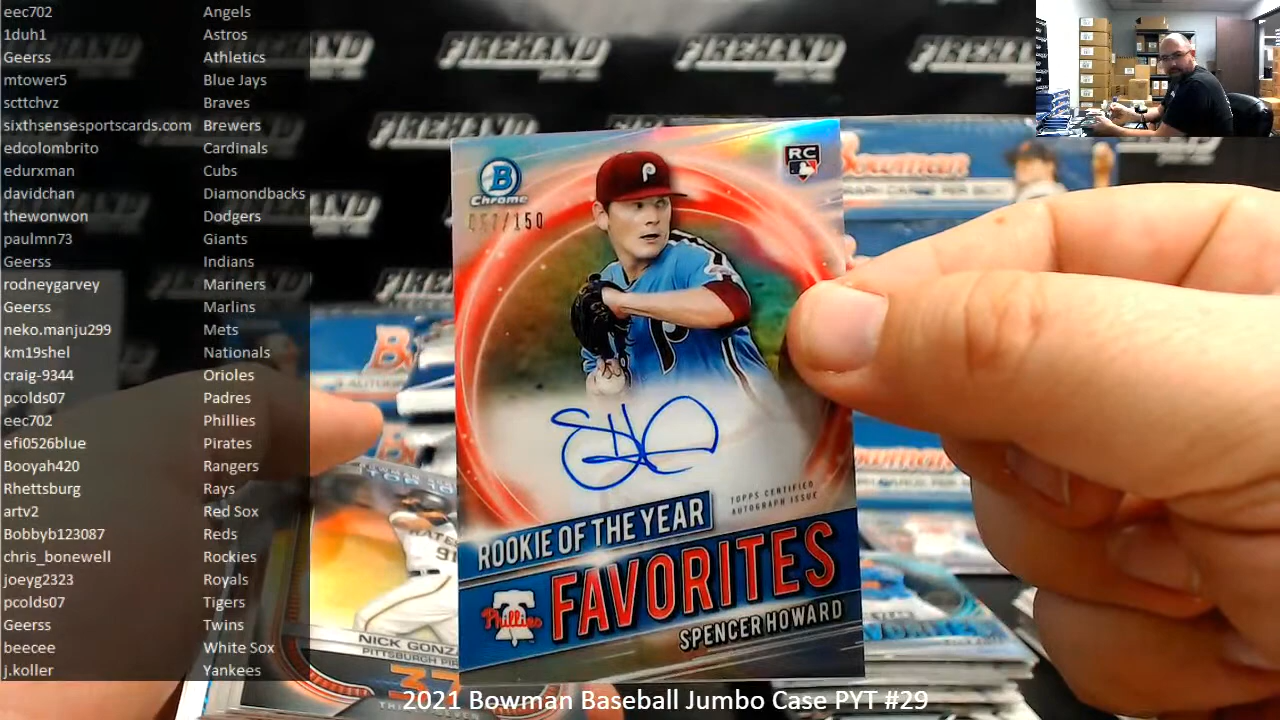 eec702 Angels
1duh1 Astros
Geerss Athletics
mtower5 Blue Jays
scttchvz Braves
sixthsensesportscards.com Brewers
edcolombrito Cardinals
edurxman Cubs
davidchan Diamondbacks
thewonwon Dodgers
paulmn73 Giants
Geerss Indians
rodneygarvey Mariners
Geerss Marlins
neko.manju299 Mets
km19shel Nationals
craig-9344 Orioles
pcolds07 Padres
eec702 Phillies
efi0526blue Pirates
Booyah420 Rangers
Rhettsburg Rays
artv2 Red Sox
Bobbyb123087 Reds
chris_bonewell Rockies
joeyg2323 Royals
pcolds07 Tigers
Geerss Twins
beecee White Sox
j.koller Yankees
FIREHAND FIREHAND
FIREHAND
B
Chrome
/150
RC
P
Bowman
TOPPS CERTIFIED
AUTOGRAPH ISSUE
ROOKIE OF THE YEAR
FAVORITES
Phillies
SPENCER HOWARD
NICK
PITTSBURGH
37
2021 Bowman Baseball Jumbo Case PYT #29